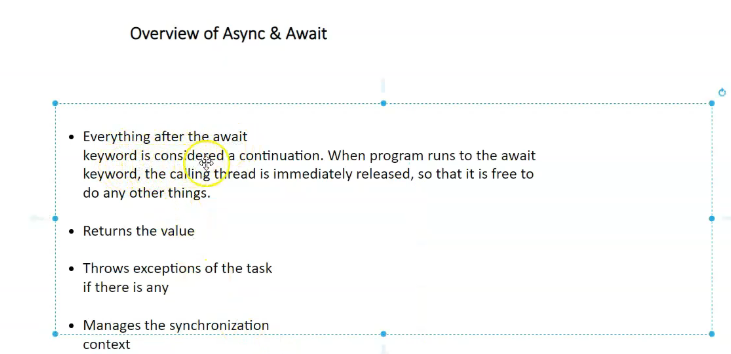 Overview of Async & Await
• Everything after the await
keyword is considered a continuation. When program runs to the await
keyword, the calling thread is immediately released, so that it is free to
do any other things.
• Returns the value
• Throws exceptions of the task
if there is any
• Manages the synchronization
context